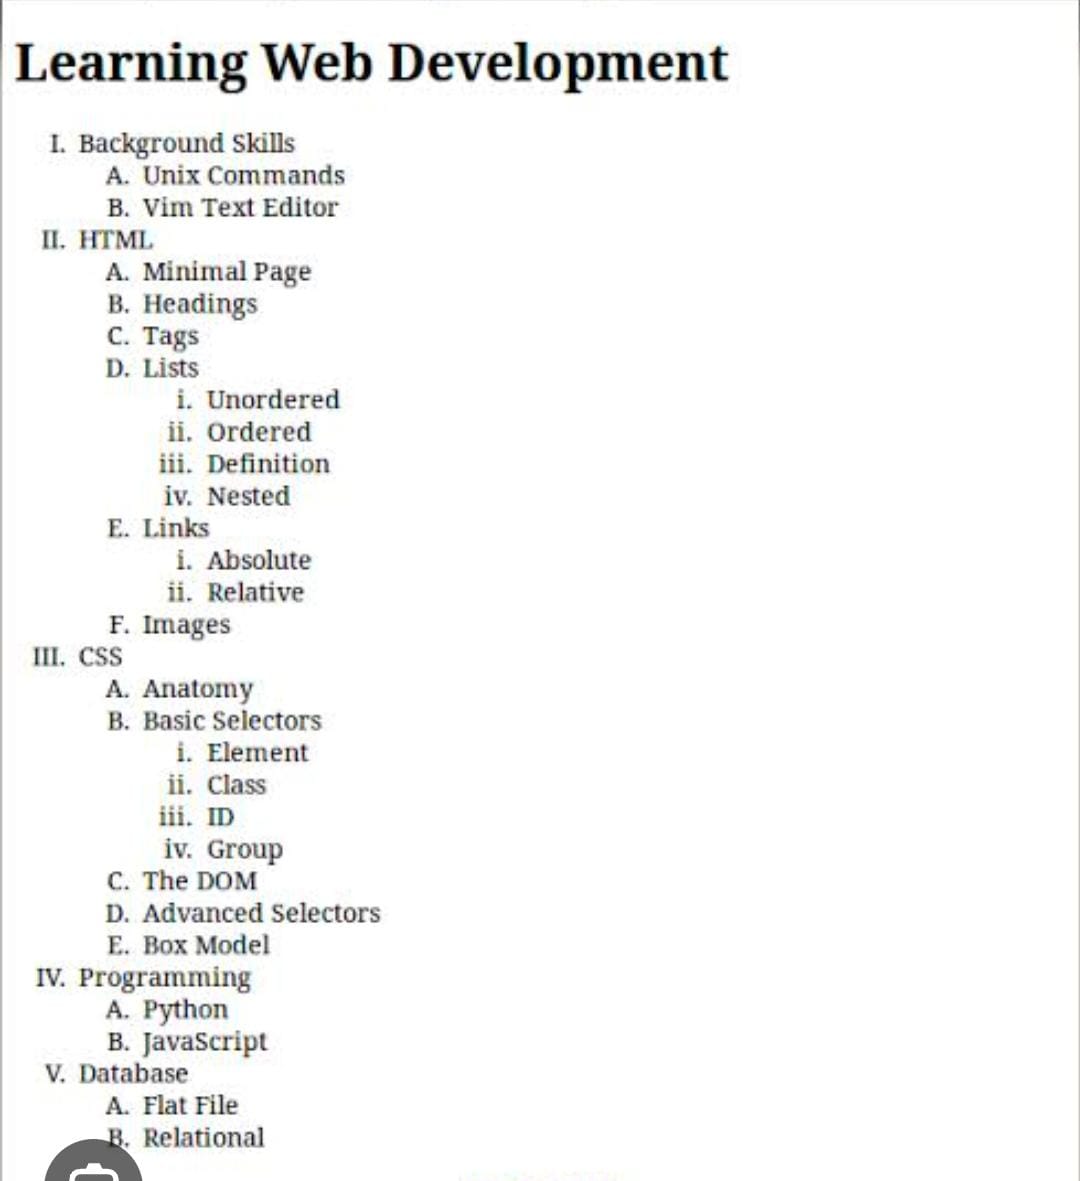 Learning Web Development
I. Background Skills
A. Unix Commands
B. Vim Text Editor
II. HTML
A. Minimal Page
B. Headings
C. Tags
D. Lists
i. Unordered
ii. Ordered
iii. Definition
iv. Nested
E. Links
i. Absolute
ii. Relative
F. Images
III. CSS
A. Anatomy
B. Basic Selectors
i. Element
ii. Class
iii. ID
iv. Group
C. The DOM
D. Advanced Selectors
E. Box Model
IV. Programming
A. Python
B. JavaScript
V. Database
A. Flat File
B. Relational